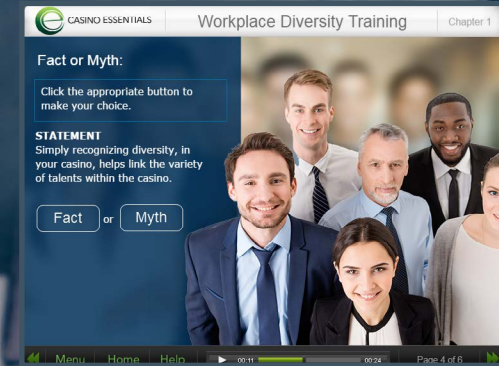 CASINO ESSENTIALS
Workplace Diversity Training
Chapter 1
Fact or Myth:
Click the appropriate button to
make your choice.
STATEMENT
Simply recognizing diversity, in
your casino, helps link the variety
of talents within the casino.
Fact or Myth
Menu Home Help 00:11 00:24 Page 4 of 6